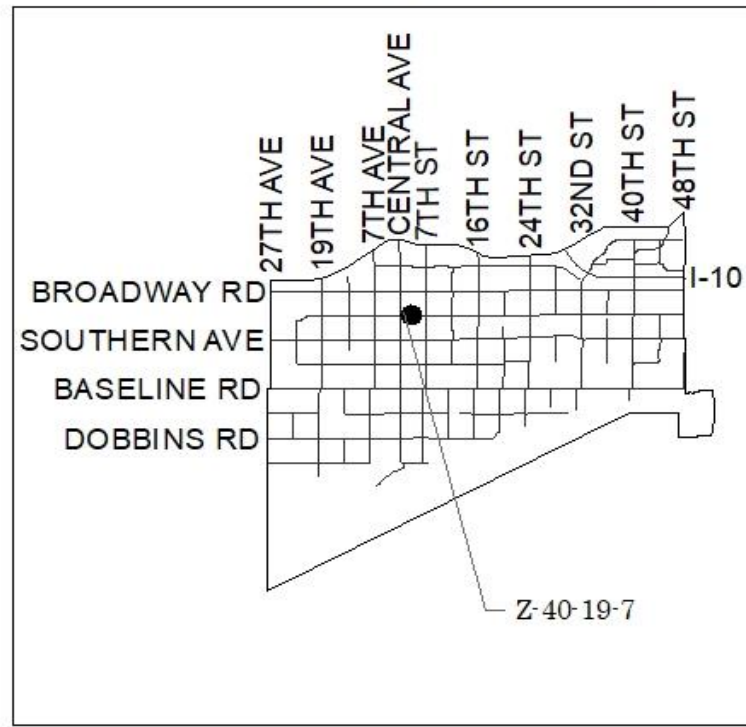 27TH AVE
19TH AVE
7TH AVE
CENTRAL AVE
7TH ST
16TH ST
24TH ST
32ND ST
40TH ST
48TH ST
I-10
BROADWAY RD
SOUTHERN AVE
BASELINE RD
DOBBINS RD
Z-40-19-7